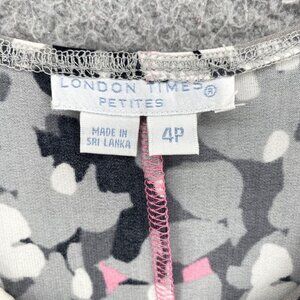 LONDON TIMES®
PETITES
MADE IN
SRI LANKA
4P